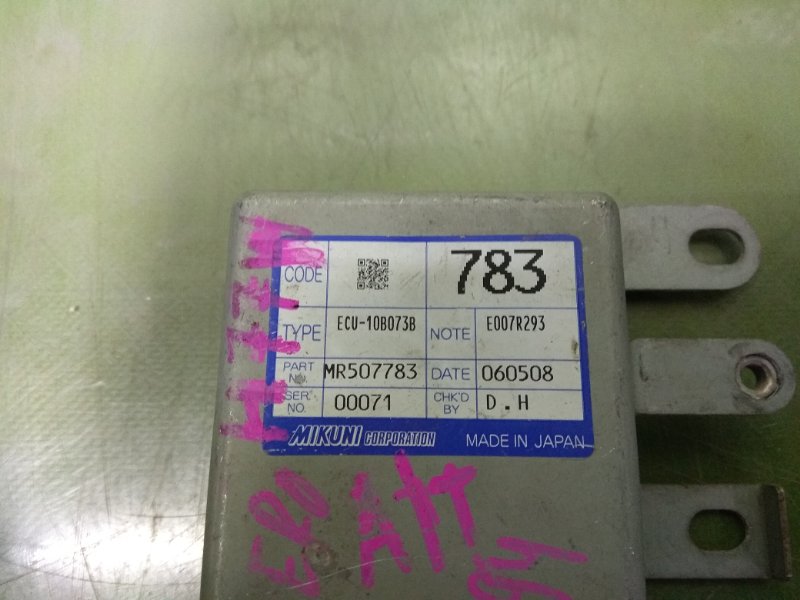 CODE 783
TYPE ECU-10B073B NOTE E007R293
PART NO. MR507783 DATE 060508
SER. NO. 00071 CHK'D BY D.H
MIKUNI CORPORATION MADE IN JAPAN
H77W
A/T